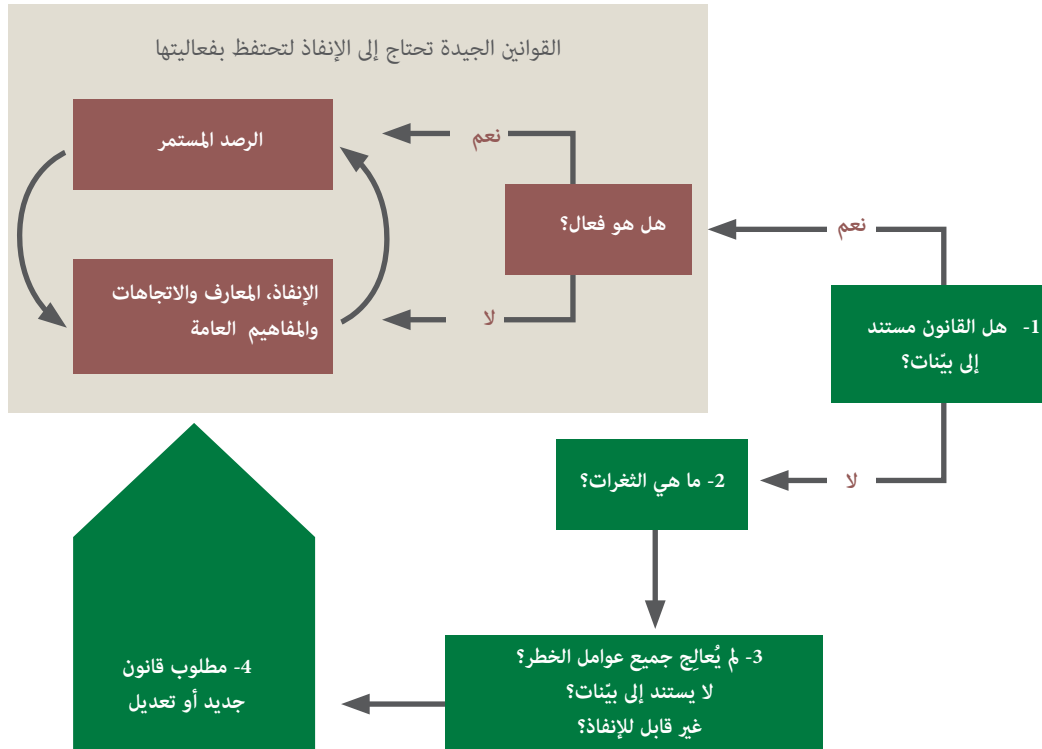 القوانين الجيدة تحتاج إلى الإنفاذ لتحتفظ بفعاليتها
الرصد المستمر
نعم
هل هو فعال؟
نعم
الإنفاذ، المعارف والاتجاهات
والمفاهيم العامة
لا
1- هل القانون مستند
إلى بيّنات؟
لا
2- ما هي الثغرات؟
3- لم يُعالِج جميع عوامل الخطر؟
لا يستند إلى بيّنات؟
غير قابل للإنفاذ؟
4- مطلوب قانون
جديد أو تعديل